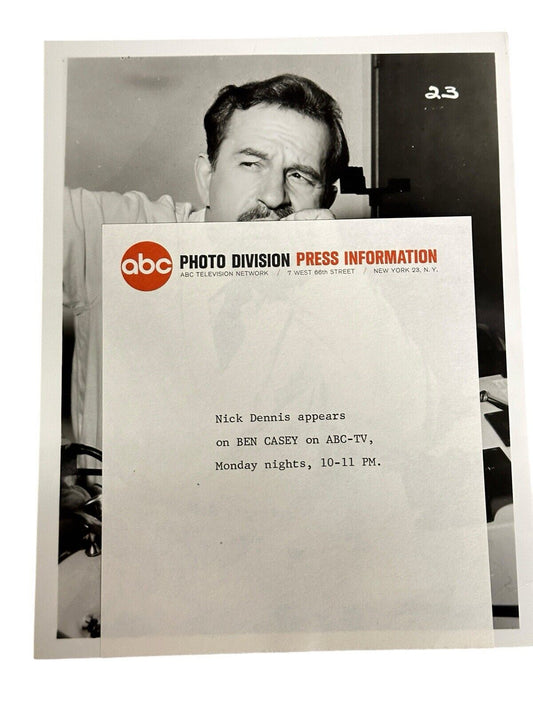 23
abc PHOTO DIVISION PRESS INFORMATION
ABC TELEVISION NETWORK / 7 WEST 66th STREET / NEW YORK 23, N. Y.
Nick Dennis appears
on BEN CASEY on ABC-TV,
Monday nights, 10-11 PM.